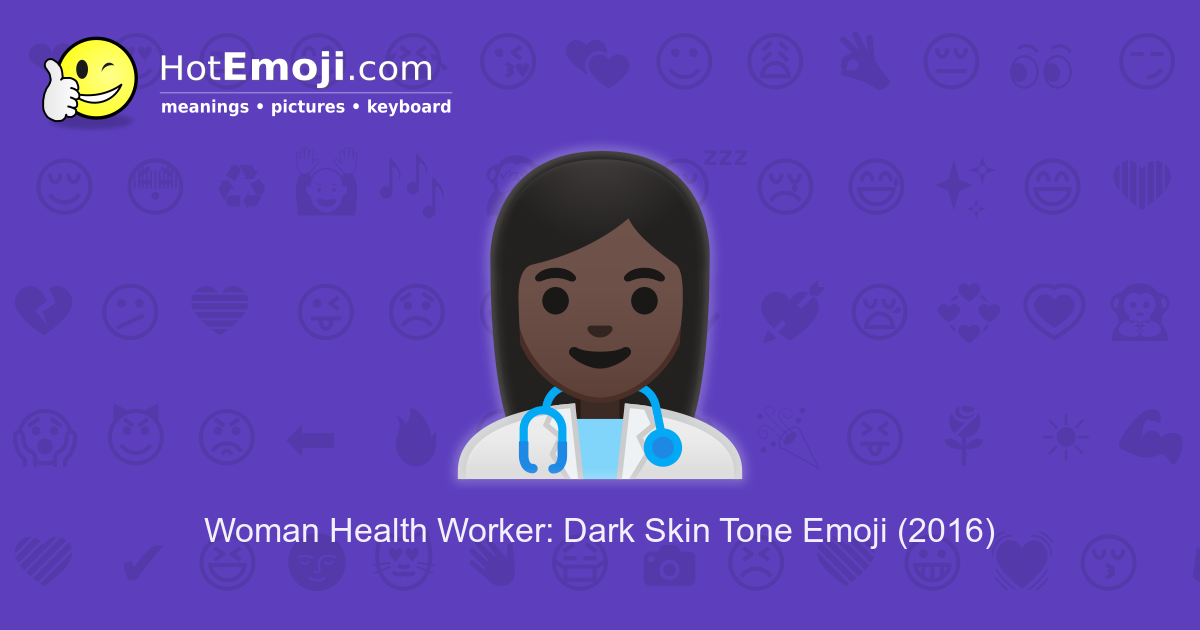 HotEmoji.com
meanings • pictures • keyboard
zzz
Woman Health Worker: Dark Skin Tone Emoji (2016)